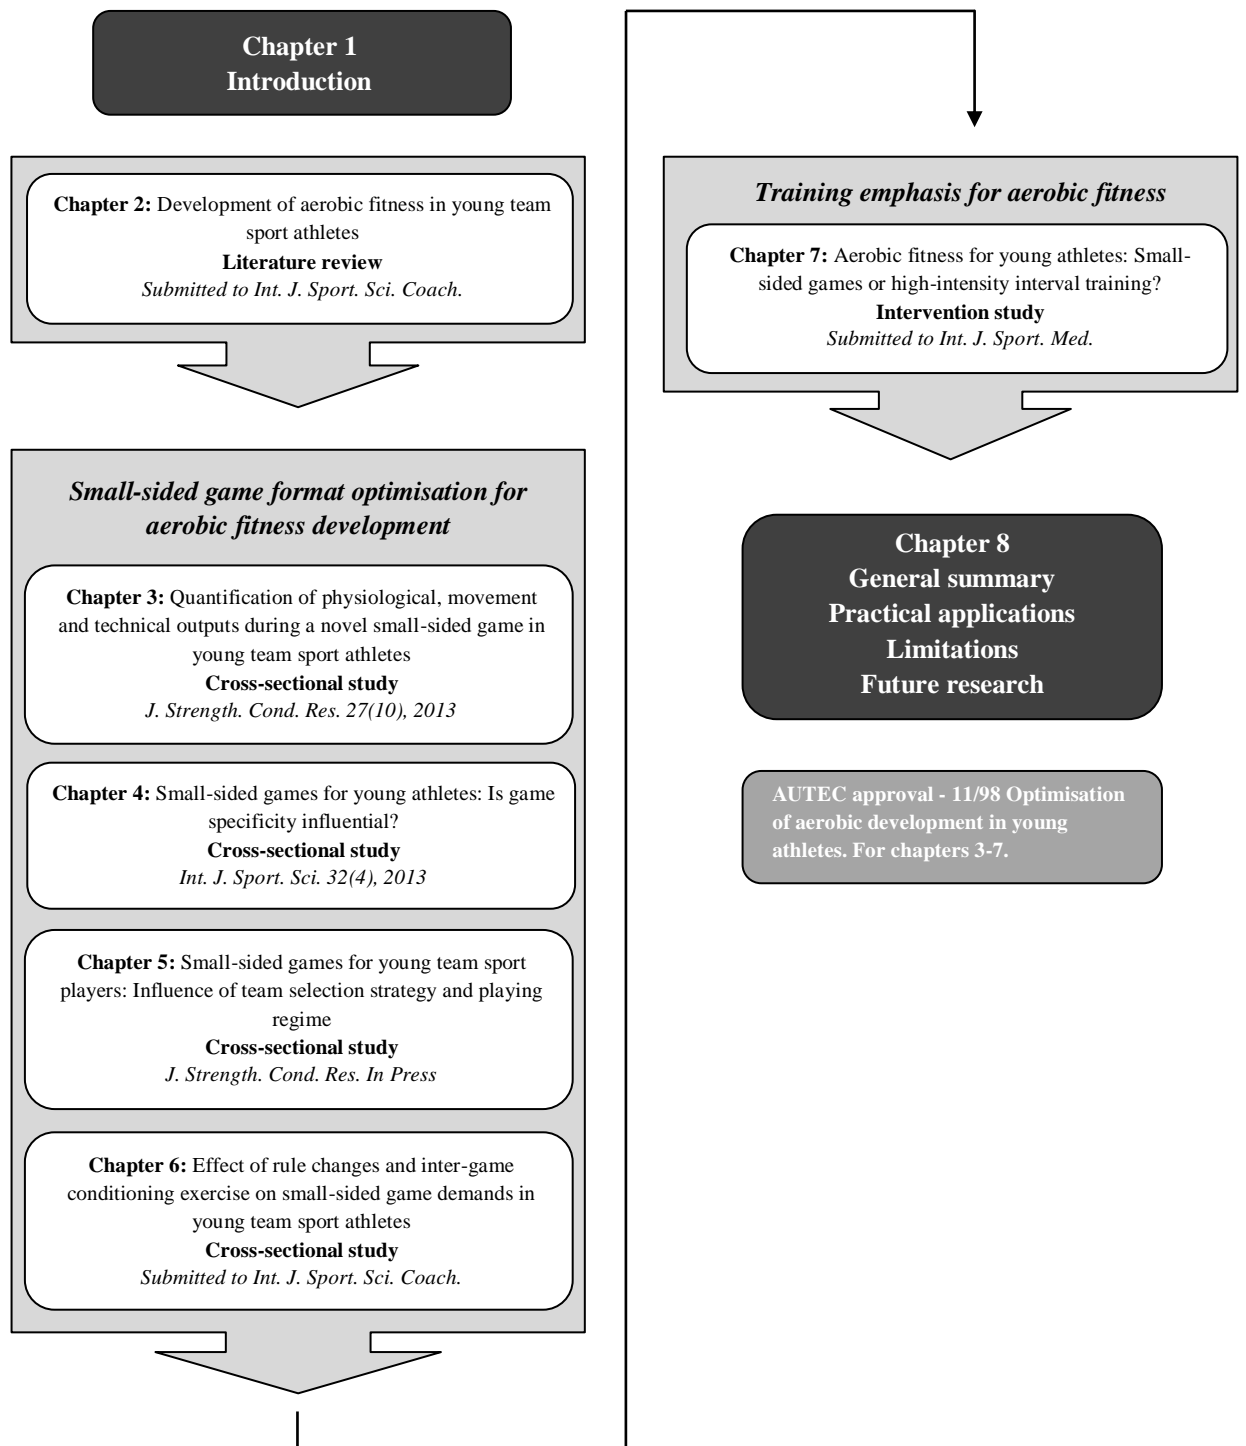 Chapter 1
Introduction
Chapter 2: Development of aerobic fitness in young team
sport athletes
Literature review
Submitted to Int. J. Sport. Sci. Coach.
Small-sided game format optimisation for
aerobic fitness development
Chapter 3: Quantification of physiological, movement
and technical outputs during a novel small-sided game in
young team sport athletes
Cross-sectional study
J. Strength. Cond. Res. 27(10), 2013
Chapter 4: Small-sided games for young athletes: Is game
specificity influential?
Cross-sectional study
Int. J. Sport. Sci. 32(4), 2013
Chapter 5: Small-sided games for young team sport
players: Influence of team selection strategy and playing
regime
Cross-sectional study
J. Strength. Cond. Res. In Press
Chapter 6: Effect of rule changes and inter-game
conditioning exercise on small-sided game demands in
young team sport athletes
Cross-sectional study
Submitted to Int. J. Sport. Sci. Coach.
Training emphasis for aerobic fitness
Chapter 7: Aerobic fitness for young athletes: Small-
sided games or high-intensity interval training?
Intervention study
Submitted to Int. J. Sport. Med.
Chapter 8
General summary
Practical applications
Limitations
Future research
AUTEC approval - 11/98 Optimisation
of aerobic development in young
athletes. For chapters 3-7.